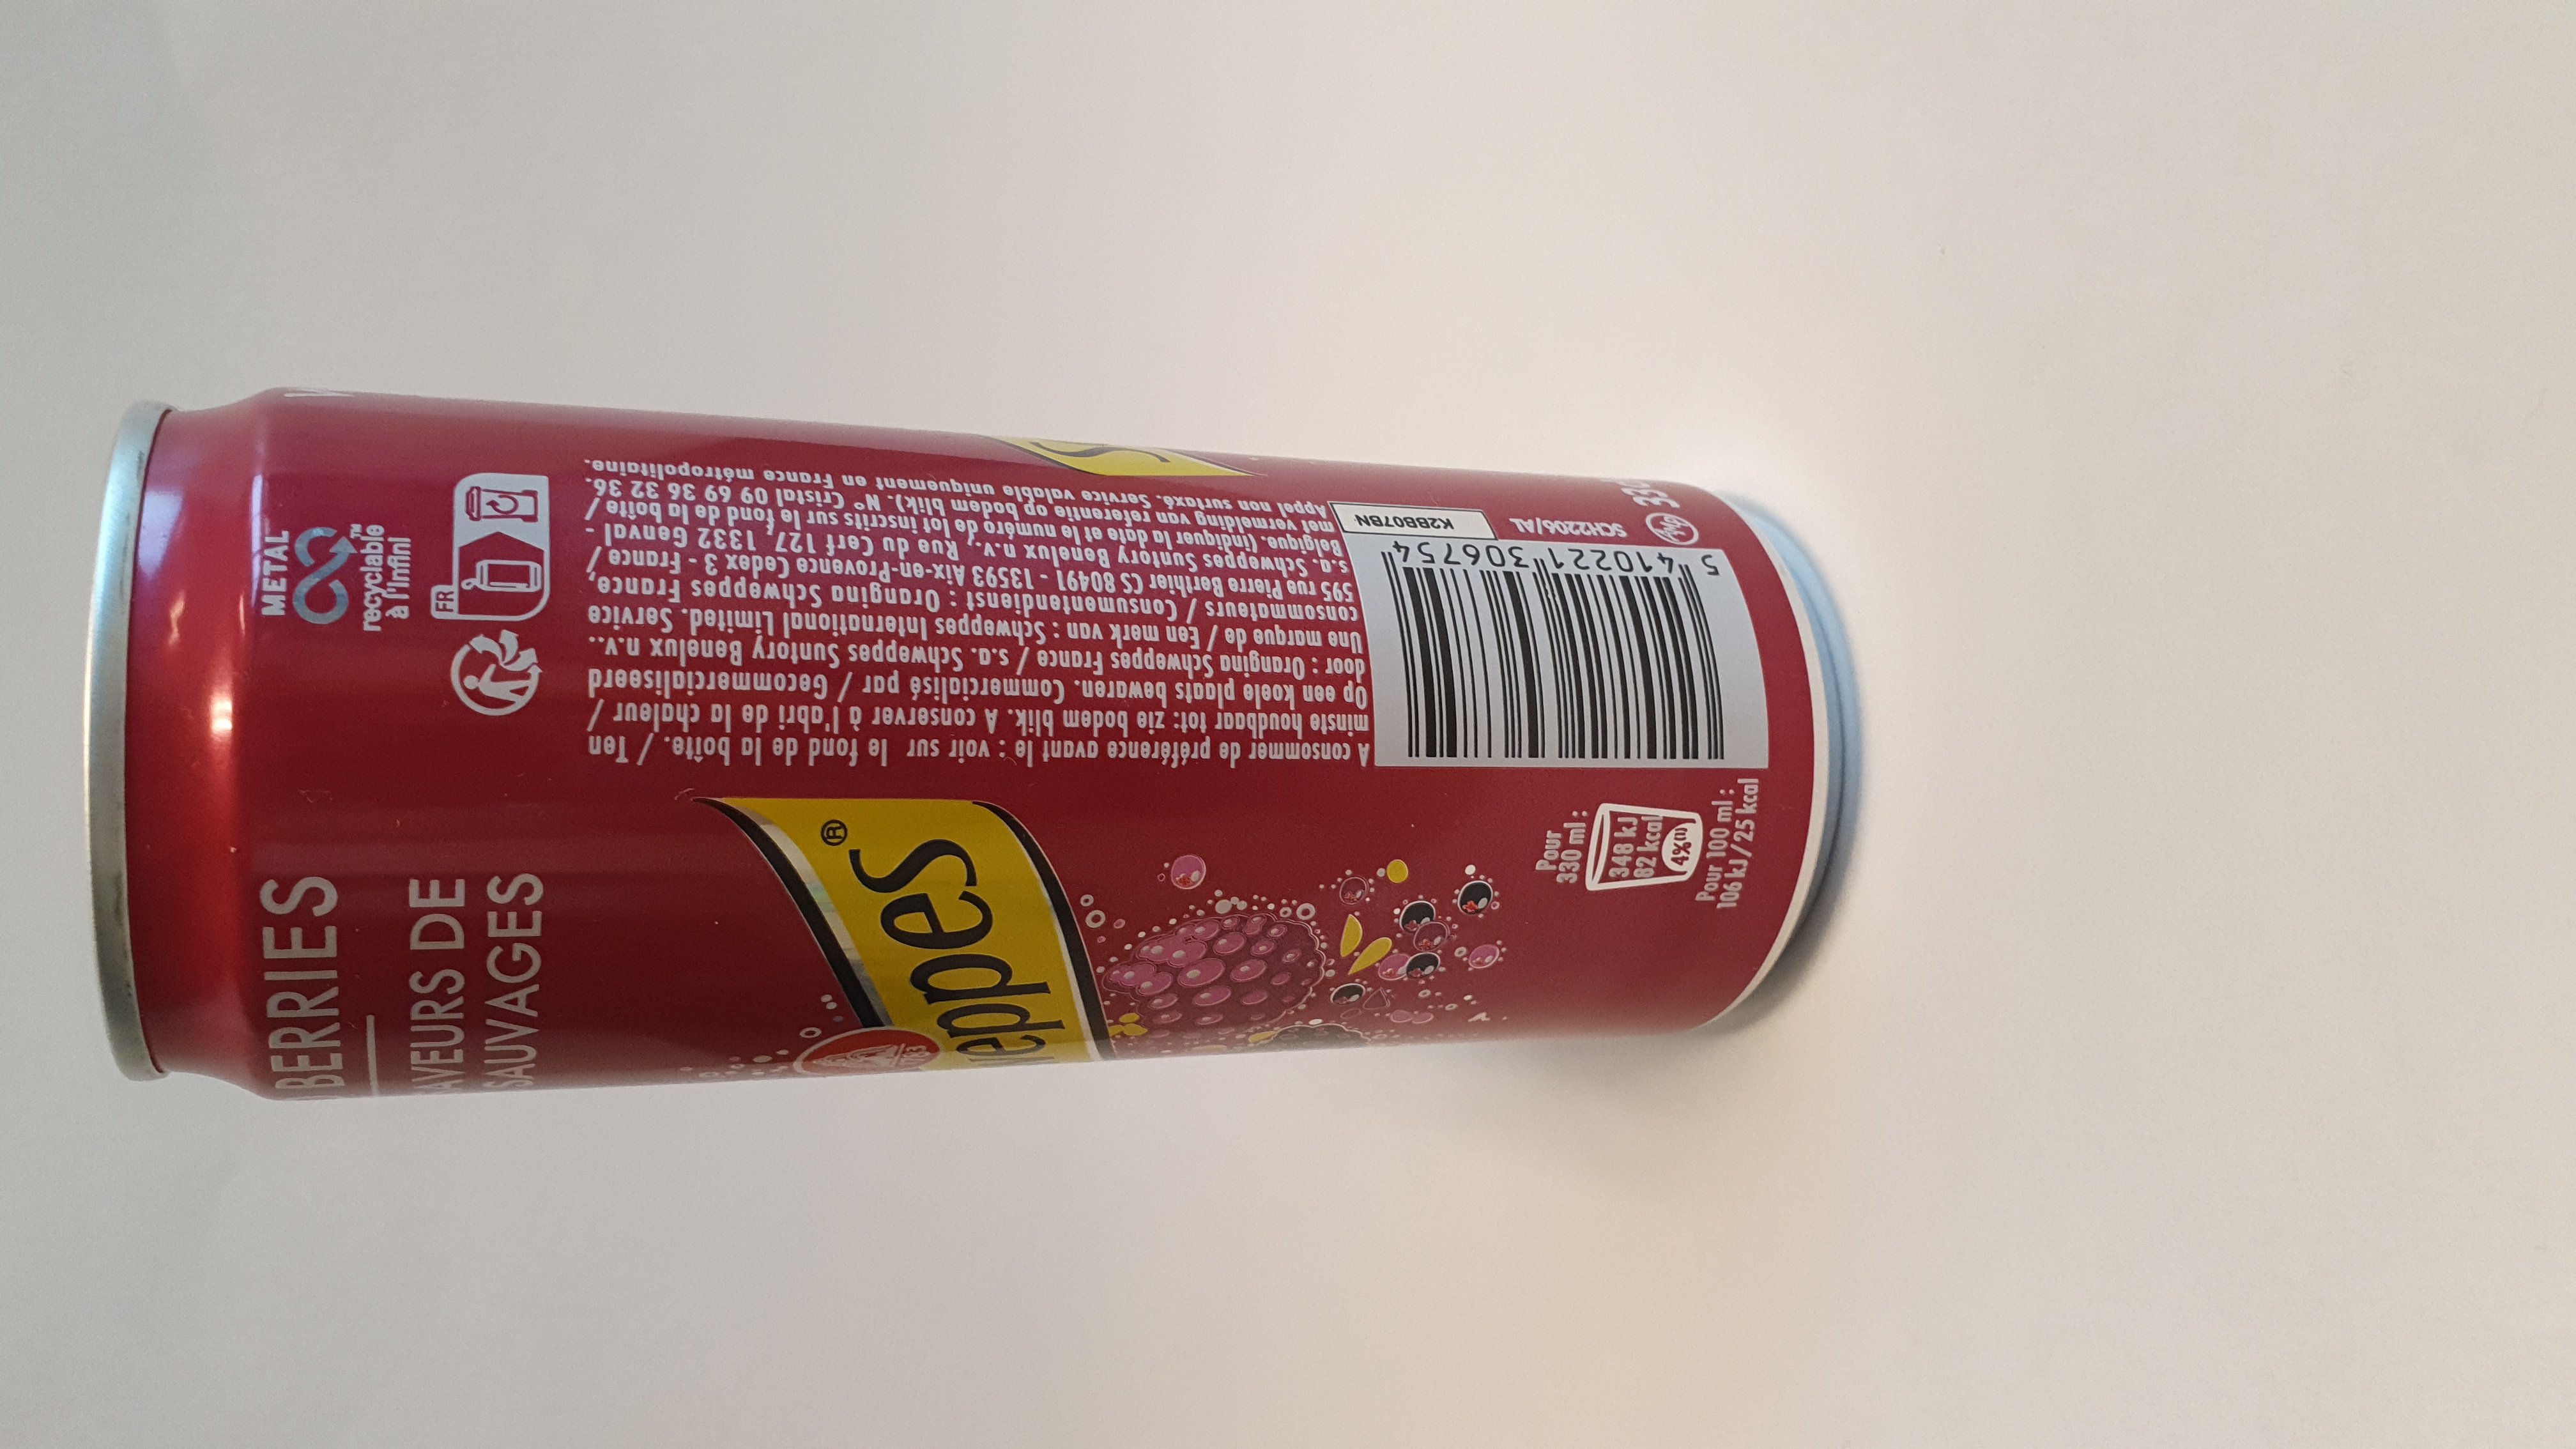 BERRIES
AVEURS DE
SAUVAGES
1783
weppes®
Pour
330 ml :
348 kJ
82 kcal
4%(1)
Pour 100 ml :
106 kJ/25 kcal
METAL
recyclable™
à l'infini
FR
A consommer de préférence avant le : voir sur le fond de la boîte. / Ten
minste houdbaar tot: zie bodem blik. A conserver à l'abri de la chaleur /
Op een koele plaats bewaren. Commercialisé par / Gecommercialiseerd
door : Orangina Schweppes France / s.a. Schweppes Suntory Benelux n.v..
Une marque de / Een merk van : Schweppes International Limited. Service
consommateurs / Consumentendienst : Orangina Schweppes France,
595 rue Pierre Berthier CS 80491 - 13593 Aix-en-Provence Cedex 3 - France /
s.a. Schweppes Suntory Benelux n.v., Rue du Cerf 127, 1332 Genval -
Belgique. (indiquer la date et le numéro de lot inscrits sur le fond de la boîte /
met vermelding van referentie op bodem blik). N° Cristal 09 69 36 32 36.
Appel non surtaxé. Service valable uniquement en France métropolitaine.
5 410221 306754
K2BB07BN
SCH2206/AL
33c
S